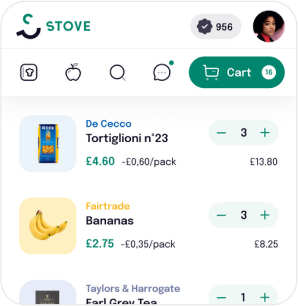 STOVE
956
Cart 16
De Cecco
Tortiglioni n°23
3
£4.60 -£0,60/pack
£13.80
Fairtrade
Bananas
3
£2.75 -£0,35/pack
£8.25
Taylors & Harrogate
Earl Grey Tea
1